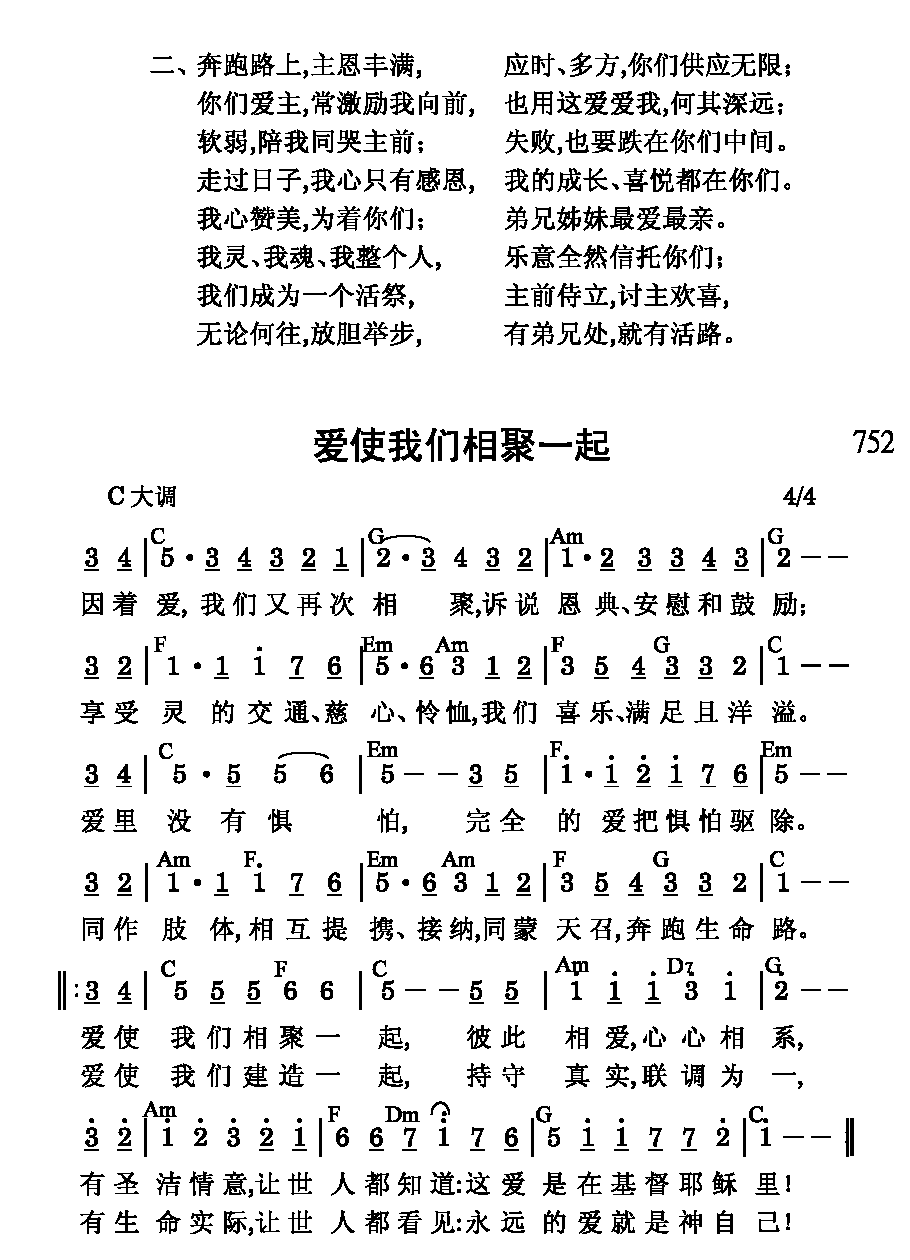 二、奔跑路上,主恩丰满, 应时、多方,你们供应无限；
你们爱主,常激励我向前, 也用这爱爱我,何其深远；
软弱,陪我同哭主前； 失败,也要跌在你们中间。
走过日子,我心只有感恩, 我的成长、喜悦都在你们。
我心赞美,为着你们； 弟兄姊妹最爱最亲。
我灵、我魂、我整个人, 乐意全然信托你们；
我们成为一个活祭, 主前侍立,讨主欢喜,
无论何往,放胆举步, 有弟兄处,就有活路。
爱使我们相聚一起 752
C大调 4/4
C G Am G
3 4 | 5 · 3 4 3 2 1 | 2 · 3 4 3 2 | 1 · 2 3 3 4 3 | 2 — —
因着 爱, 我们又再次 相 聚,诉说 恩典、安慰和鼓 励；
F Em Am F G C
3 2 | 1 · 1 i 7 6 | 5 · 6 3 1 2 | 3 5 4 3 3 2 | 1 — —
享受 灵 的交通、慈 心、怜恤,我们 喜乐、满足且洋 溢。
C Em F Em
3 4 | 5 · 5 5 6 | 5 — — 3 5 | i · i 2̇ i 7 6 | 5 — —
爱里 没有惧 怕, 完全 的 爱把惧怕驱 除。
Am F Em Am F G C
3 2 | 1 · 1 i 7 6 | 5 · 6 3 1 2 | 3 5 4 3 3 2 | 1 — —
同作 肢 体,相互提 携、接纳,同蒙 天召,奔跑生命 路。
C F C Am D7 G
‖: 3 4 | 5 5 5 6 6 | 5 — — 5 5 | i i i 3̇ i | 2̇ — —
爱使 我们相聚一 起, 彼此 相爱,心心相 系,
爱使 我们建造一 起, 持守 真实,联调为 一,
Am F Dm G C
3̇ 2̇ | i 2̇ 3̇ 2̇ i | 6 6 7 i 7 6 | 5 i i 7 7 2̇ | i — — ‖
有圣 洁情意,让世 人都知道:这爱 是在基督耶稣 里！
有生 命实际,让世 人都看见:永远 的爱就是神自 己！